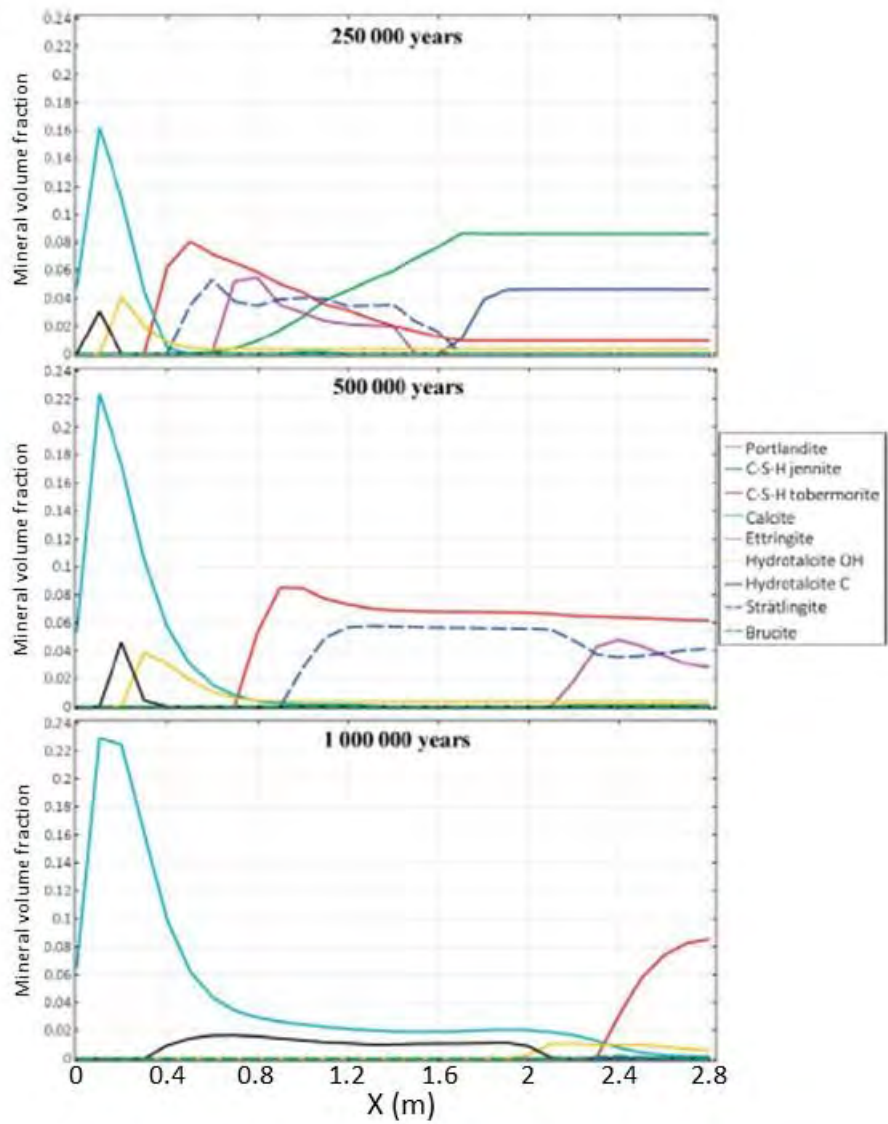 250 000 years
Mineral volume fraction
0.24
0.22
0.2
0.18
0.16
0.14
0.12
0.1
0.08
0.06
0.04
0.02
0
500 000 years
Mineral volume fraction
0.24
0.22
0.2
0.18
0.16
0.14
0.12
0.1
0.08
0.06
0.04
0.02
0
Portlandite
C-S-H jennite
C-S-H tobermorite
Calcite
Ettringite
Hydrotalcite OH
Hydrotalcite C
Strätlingite
Brucite
1 000 000 years
Mineral volume fraction
0.24
0.22
0.2
0.18
0.16
0.14
0.12
0.1
0.08
0.06
0.04
0.02
0
0 0.4 0.8 1.2 1.6 2 2.4 2.8
X (m)